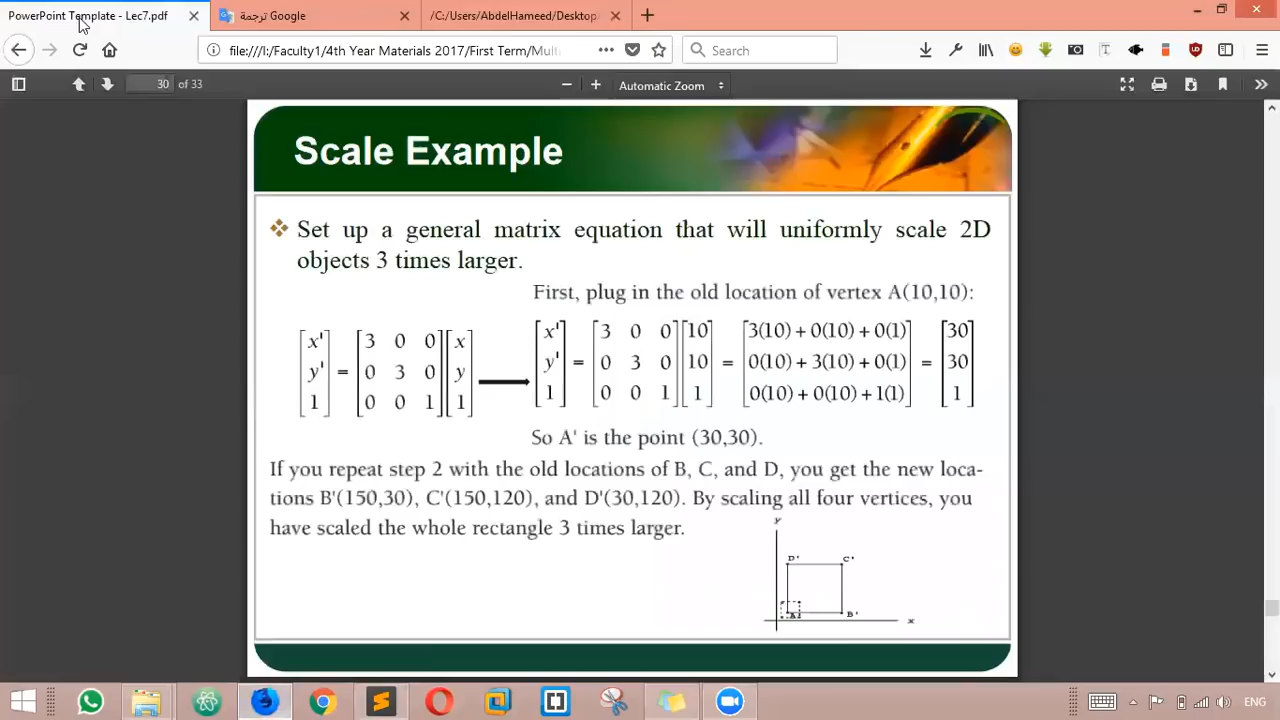 PowerPoint Template - Lec7.pdf
ترجمة Google
/C:/Users/AbdelHameed/Desktop
file:///I:/Faculty1/4th Year Materials 2017/First Term/Mult
Search
30 of 33
Automatic Zoom
Scale Example
Set up a general matrix equation that will uniformly scale 2D
objects 3 times larger.
First, plug in the old location of vertex A(10,10):
[x' y' 1] = [3 0 0; 0 3 0; 0 0 1] [x y 1]
[x' y' 1] = [3 0 0; 0 3 0; 0 0 1] [10 10 1] = [3(10) + 0(10) + 0(1); 0(10) + 3(10) + 0(1); 0(10) + 0(10) + 1(1)] = [30 30 1]
So A' is the point (30,30).
If you repeat step 2 with the old locations of B, C, and D, you get the new loca-
tions B'(150,30), C'(150,120), and D'(30,120). By scaling all four vertices, you
have scaled the whole rectangle 3 times larger.
y
D' C'
B'
x
ENG